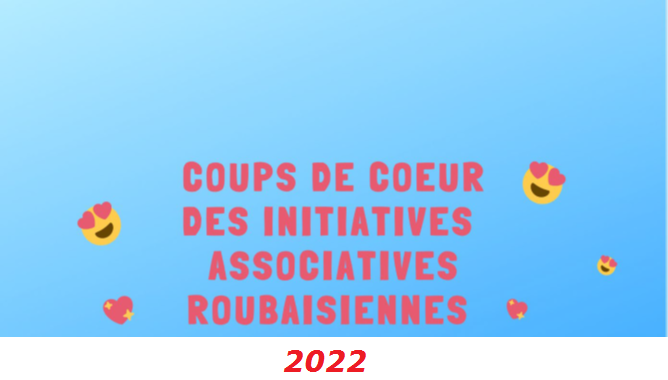 COUPS DE COEUR
DES INITIATIVES
ASSOCIATIVES
ROUBAISIENNES
2022